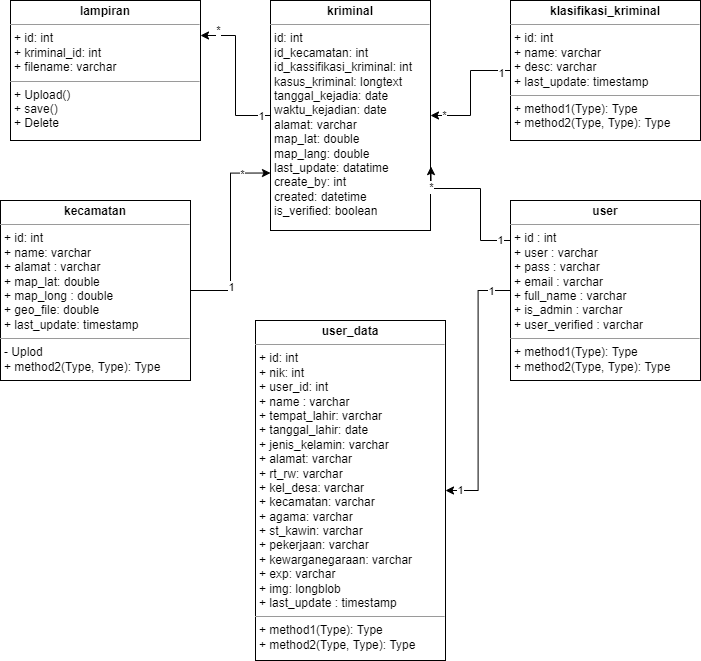 lampiran
+ id: int
+ kriminal_id: int
+ filename: varchar
+ Upload()
+ save()
+ Delete
*
1
kriminal
id: int
id_kecamatan: int
id_kassifikasi_kriminal: int
kasus_kriminal: longtext
tanggal_kejadia: date
waktu_kejadian: date
alamat: varchar
map_lat: double
map_lang: double
last_update: datatime
create_by: int
created: datetime
is_verified: boolean
klasifikasi_kriminal
+ id: int
+ name: varchar
+ desc: varchar
+ last_update: timestamp
+ method1(Type): Type
+ method2(Type, Type): Type
1
*
*
1
*
1
kecamatan
+ id: int
+ name: varchar
+ alamat : varchar
+ map_lat: double
+ map_long : double
+ geo_file: double
+ last_update: timestamp
- Uplod
+ method2(Type, Type): Type
user
+ id : int
+ user : varchar
+ pass : varchar
+ email : varchar
+ full_name : varchar
+ is_admin : varchar
+ user_verified : varchar
+ method1(Type): Type
+ method2(Type, Type): Type
1
1
user_data
+ id: int
+ nik: int
+ user_id: int
+ name : varchar
+ tempat_lahir: varchar
+ tanggal_lahir: date
+ jenis_kelamin: varchar
+ alamat: varchar
+ rt_rw: varchar
+ kel_desa: varchar
+ kecamatan: varchar
+ agama: varchar
+ st_kawin: varchar
+ pekerjaan: varchar
+ kewarganegaraan: varchar
+ exp: varchar
+ img: longblob
+ last_update : timestamp
+ method1(Type): Type
+ method2(Type, Type): Type